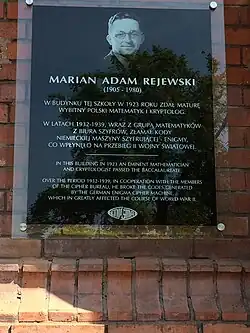 MARIAN ADAM REJEWSKI
(1905 - 1980)
W BUDYNKU TEJ SZKOŁY W 1923 ROKU ZDAŁ MATURĘ
WYBITNY POLSKI MATEMATYK I KRYPTOLOG.
W LATACH 1932-1939, WRAZ Z GRUPĄ MATEMATYKÓW
Z BIURA SZYFRÓW, ZŁAMAŁ KODY
NIEMIECKIEJ MASZYNY SZYFRUJĄCEJ - ENIGMY,
CO WPŁYNĘŁO NA PRZEBIEG II WOJNY ŚWIATOWEJ.
IN THIS BUILDING IN 1923 AN EMINENT MATHEMATICIAN
AND KRYPTOLOGIST PASSED THE BACCALAUREATE.
OVER THE PERIOD 1932-1939, IN COOPERATION WITH THE MEMBERS
OF THE CIPHER BUREAU, HE BROKE THE CODES GENERATED
BY THE GERMAN ENIGMA CIPHER MACHINE
WHICH IN GREATLY AFFECTED THE COURSE OF WORLD WAR II.